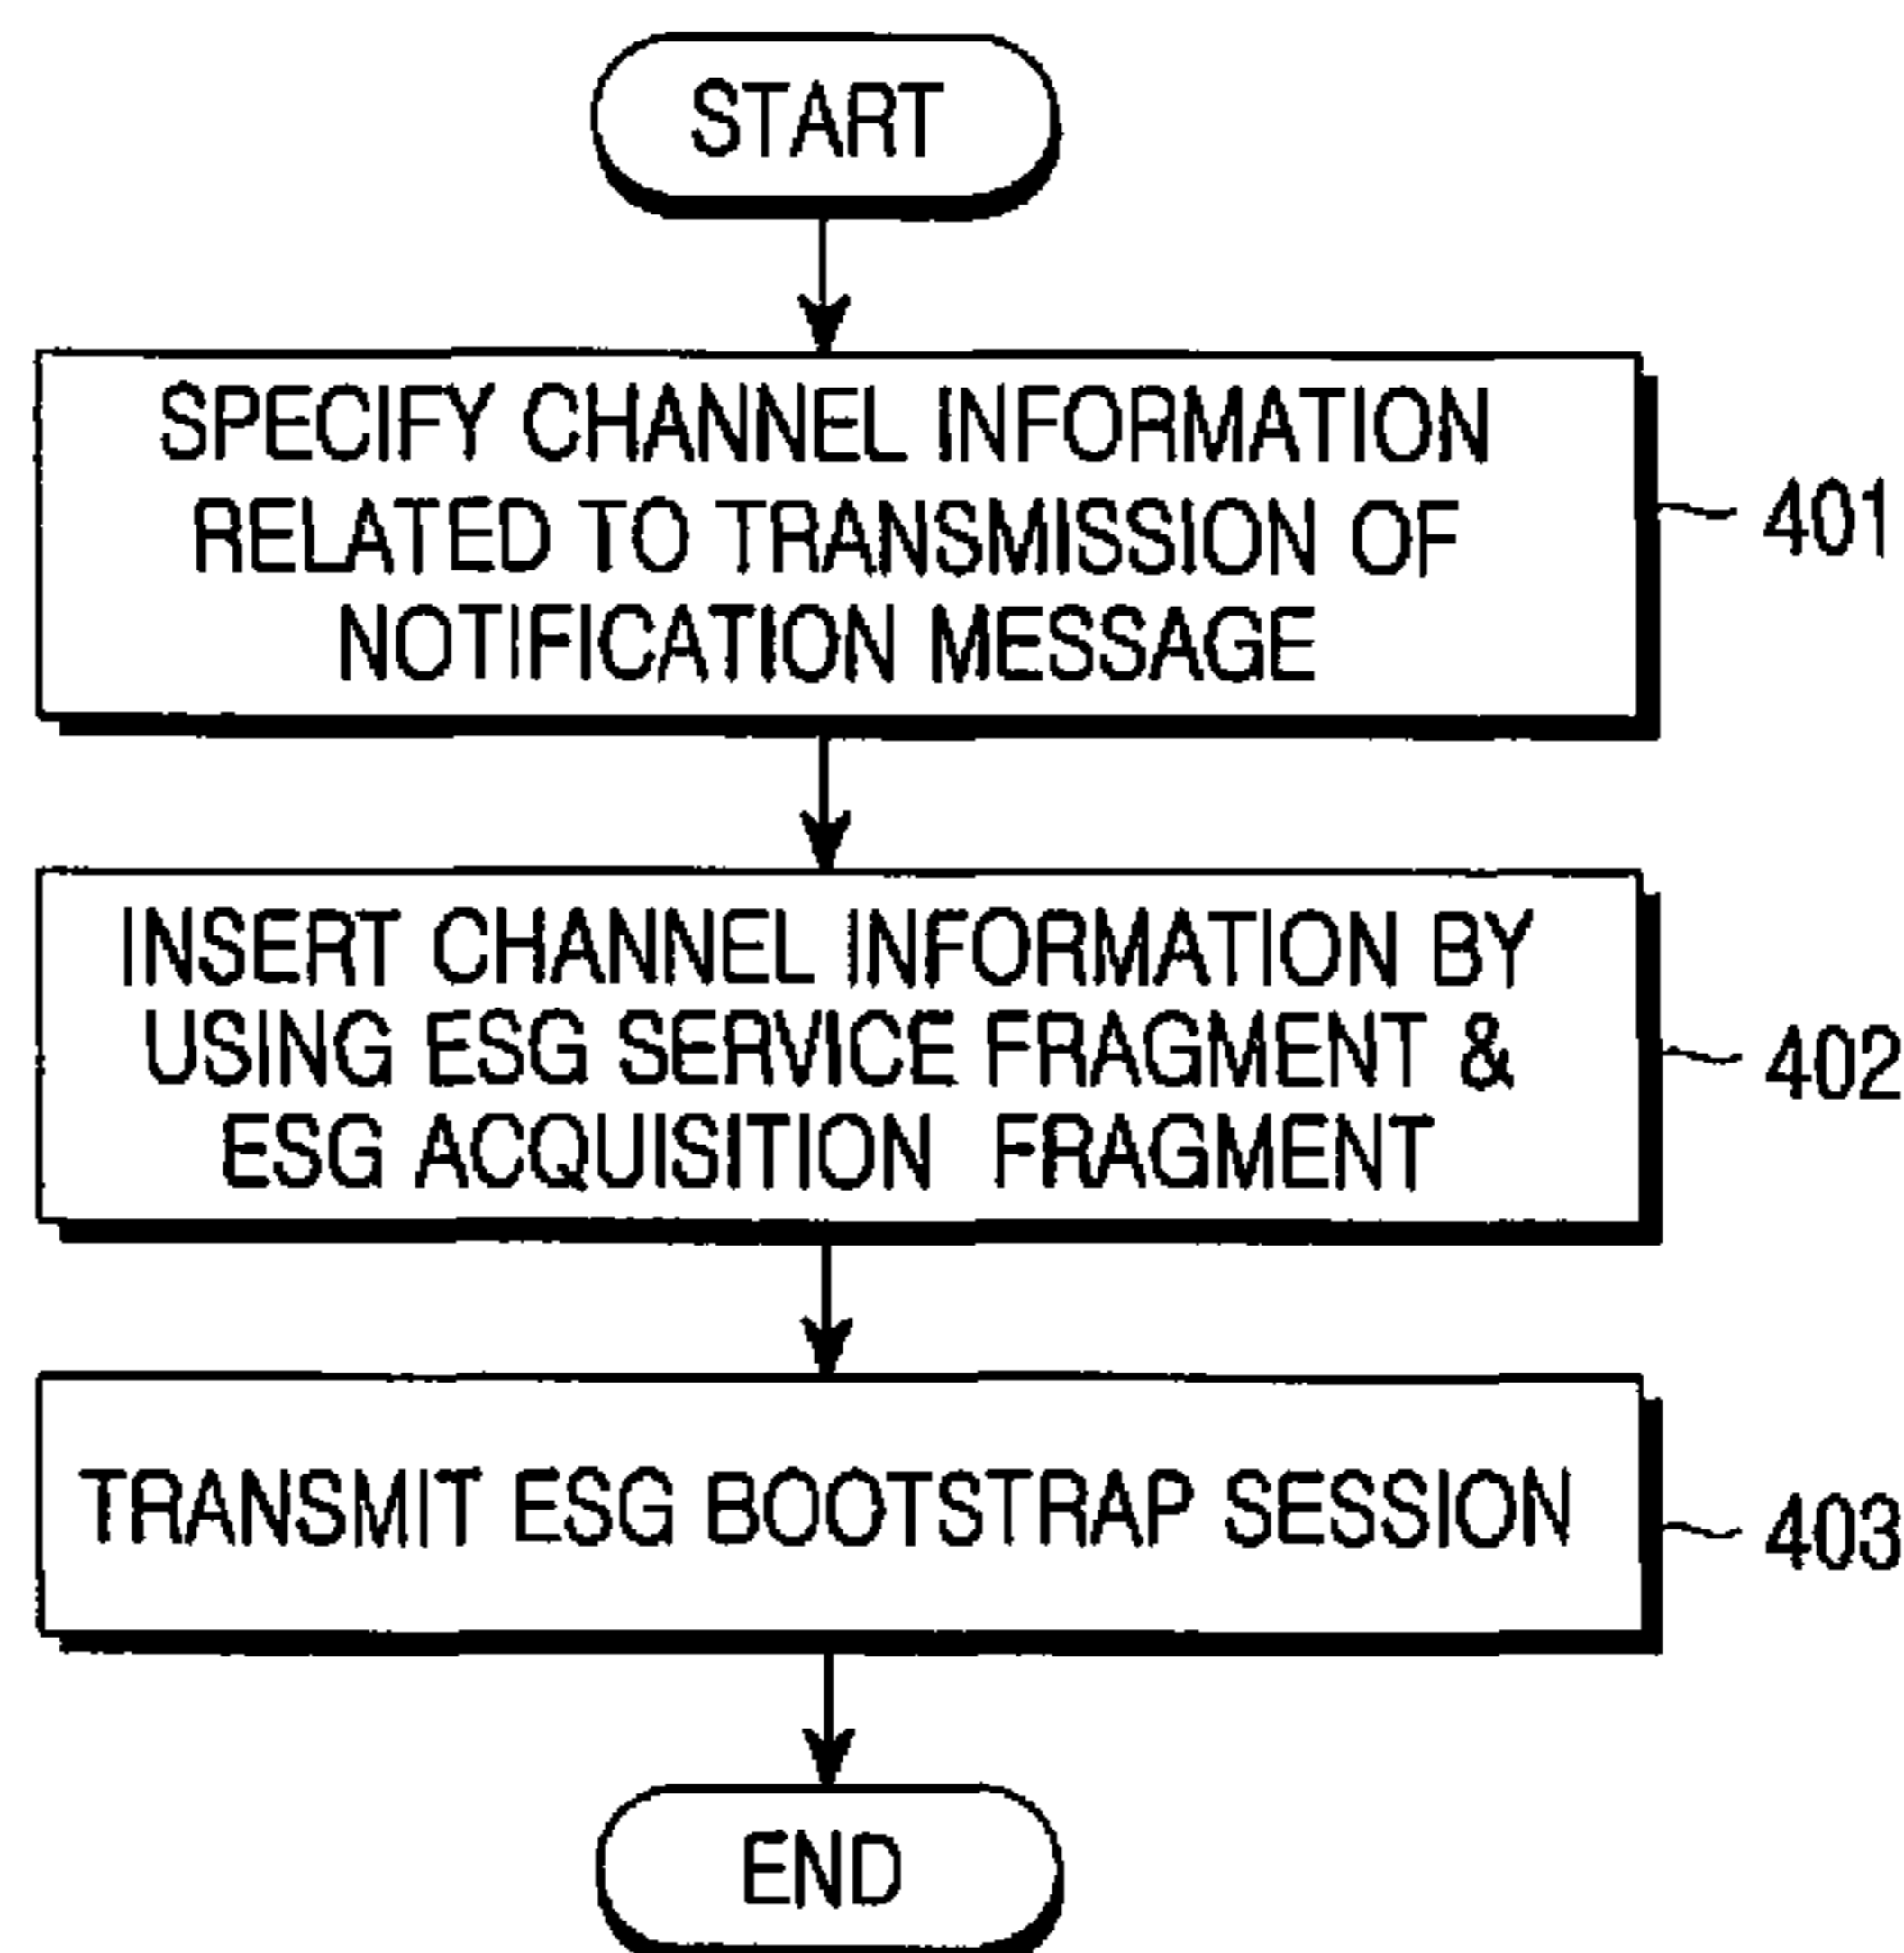 START
SPECIFY CHANNEL INFORMATION
RELATED TO TRANSMISSION OF
NOTIFICATION MESSAGE
401
INSERT CHANNEL INFORMATION BY
USING ESG SERVICE FRAGMENT &
ESG ACQUISITION FRAGMENT
402
TRANSMIT ESG BOOTSTRAP SESSION
403
END